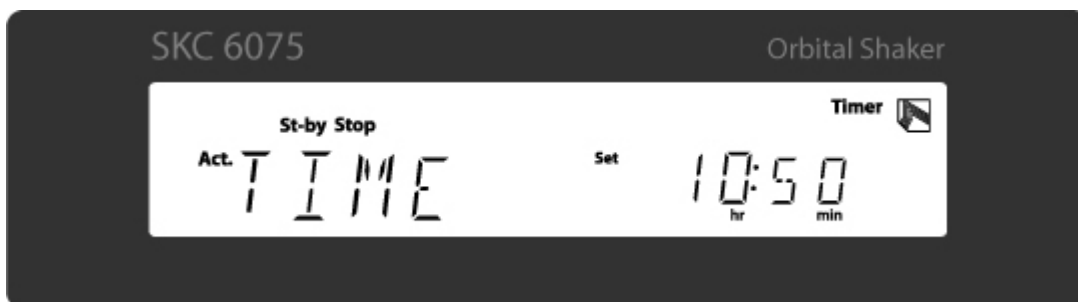 SKC 6075 Orbital Shaker
Timer
St-by Stop
Act. TIME Set 10:50
hr min